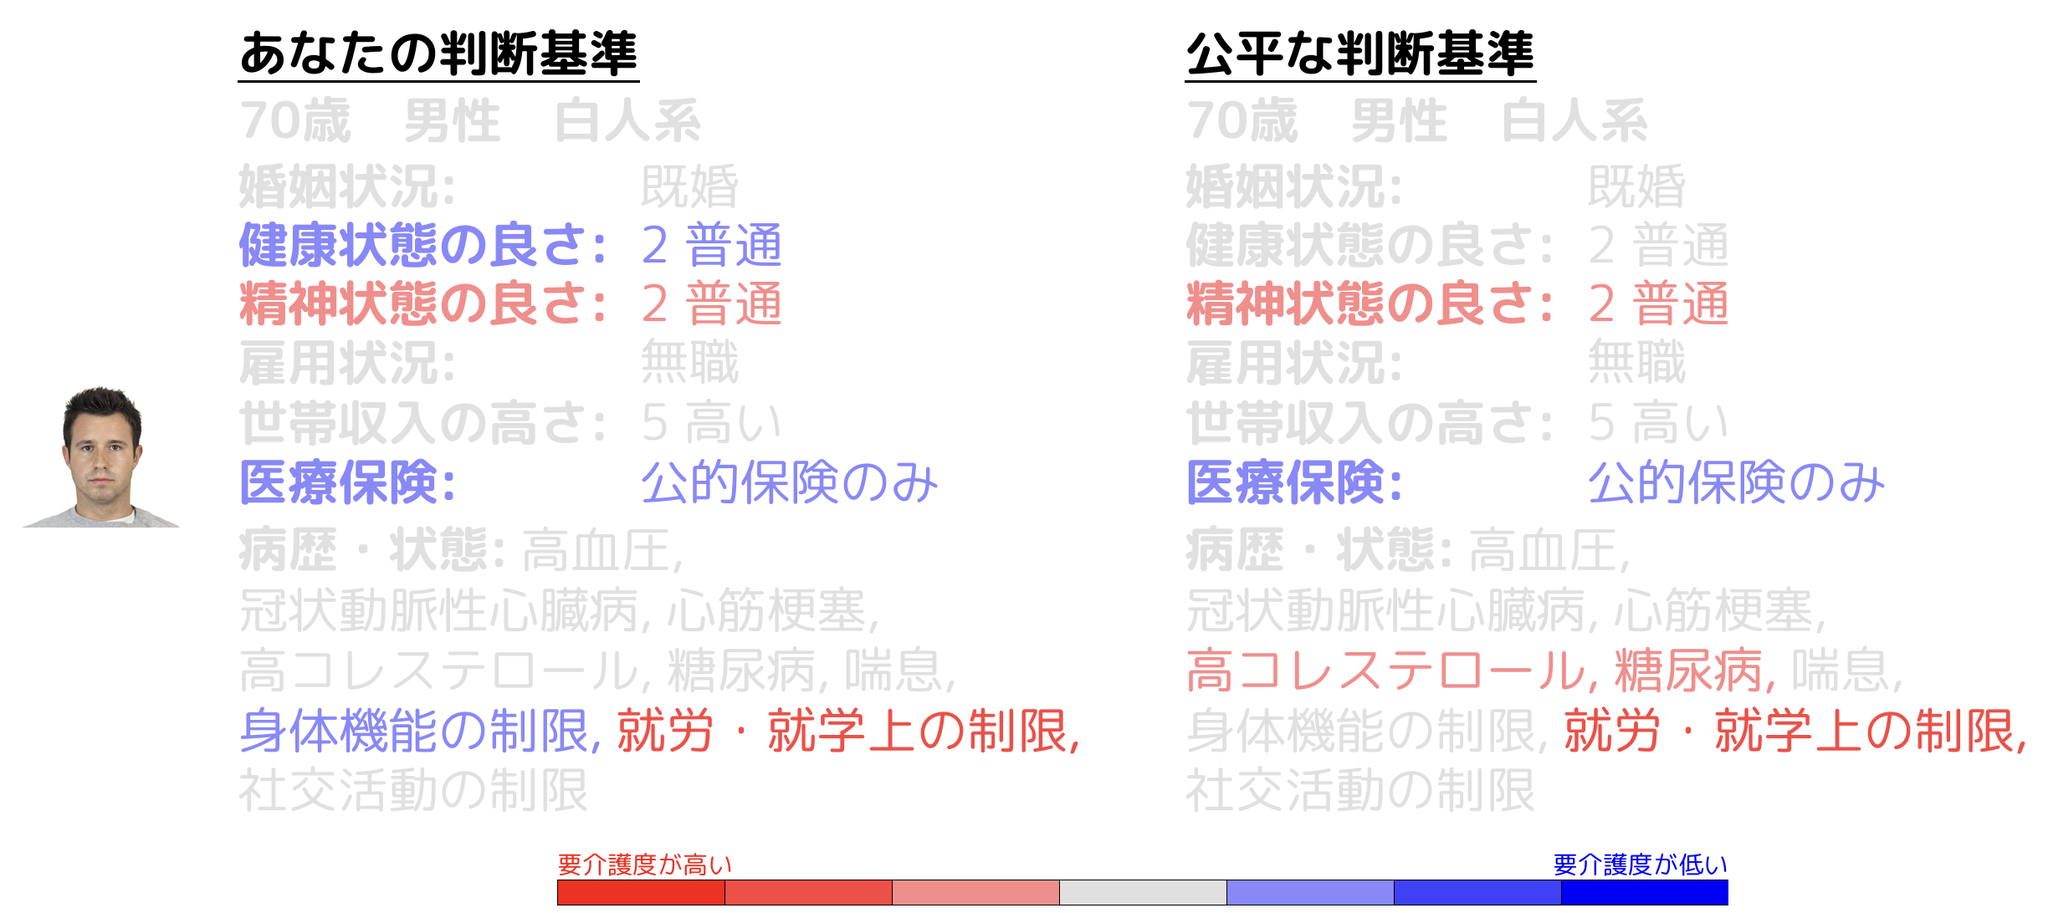 あなたの判断基準
70歳 男性 白人系
婚姻状況: 既婚
健康状態の良さ: 2 普通
精神状態の良さ: 2 普通
雇用状況: 無職
世帯収入の高さ: 5 高い
医療保険: 公的保険のみ
病歴・状態: 高血圧,
冠状動脈性心臓病, 心筋梗塞,
高コレステロール, 糖尿病, 喘息,
身体機能の制限, 就労・就学上の制限,
社交活動の制限
公平な判断基準
70歳 男性 白人系
婚姻状況: 既婚
健康状態の良さ: 2 普通
精神状態の良さ: 2 普通
雇用状況: 無職
世帯収入の高さ: 5 高い
医療保険: 公的保険のみ
病歴・状態: 高血圧,
冠状動脈性心臓病, 心筋梗塞,
高コレステロール, 糖尿病, 喘息,
身体機能の制限, 就労・就学上の制限,
社交活動の制限
要介護度が高い
要介護度が低い